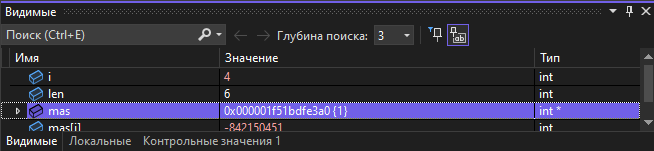 Видимые
Поиск (Ctrl+E) Глубина поиска: 3
Имя Значение Тип
i 4 int
len 6 int
mas 0x000001f51bdfe3a0 {1} int *
mas[i] -842150451 int
Видимые Локальные Контрольные значения 1